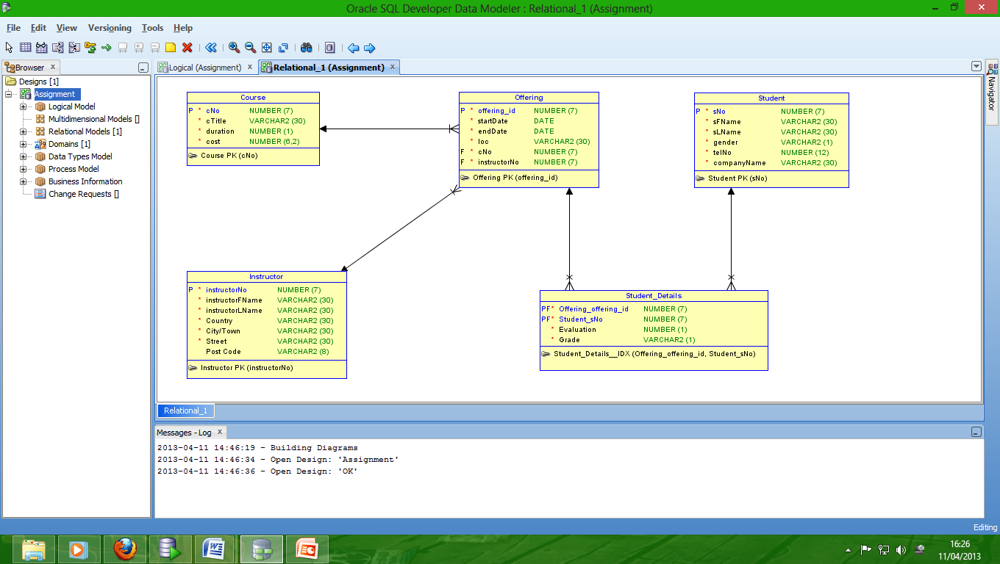 Oracle SQL Developer Data Modeler : Relational_1 (Assignment)
File Edit View Versioning Tools Help
Browser x
Logical (Assignment) x
Relational_1 (Assignment) x
Designs [1]
Assignment
Logical Model
Multidimensional Models []
Relational Models [1]
Domains [1]
Data Types Model
Process Model
Business Information
Change Requests []
Course
P * cNo NUMBER (7)
* cTitle VARCHAR2 (30)
* duration NUMBER (1)
* cost NUMBER (6,2)
Course PK (cNo)
Offering
P * offering_id NUMBER (7)
* startDate DATE
* endDate DATE
* loc VARCHAR2 (30)
F * cNo NUMBER (7)
F * instructorNo NUMBER (7)
Offering PK (offering_id)
Student
P * sNo NUMBER (7)
* sFName VARCHAR2 (30)
* sLName VARCHAR2 (30)
* gender VARCHAR2 (1)
* telNo NUMBER (12)
* companyName VARCHAR2 (30)
Student PK (sNo)
Instructor
P * instructorNo NUMBER (7)
* instructorFName VARCHAR2 (30)
* instructorLName VARCHAR2 (30)
* Country VARCHAR2 (30)
* City/Town VARCHAR2 (30)
* Street VARCHAR2 (30)
Post Code VARCHAR2 (8)
Instructor PK (instructorNo)
Student_Details
PF* Offering_offering_id NUMBER (7)
PF* Student_sNo NUMBER (7)
* Evaluation NUMBER (1)
* Grade VARCHAR2 (1)
Student_Details__IDX (Offering_offering_id, Student_sNo)
Navigator
Relational_1
Messages - Log x
2013-04-11 14:46:19 - Building Diagrams
2013-04-11 14:46:34 - Open Design: 'Assignment'
2013-04-11 14:46:36 - Open Design: 'OK'
Editing
16:26
11/04/2013